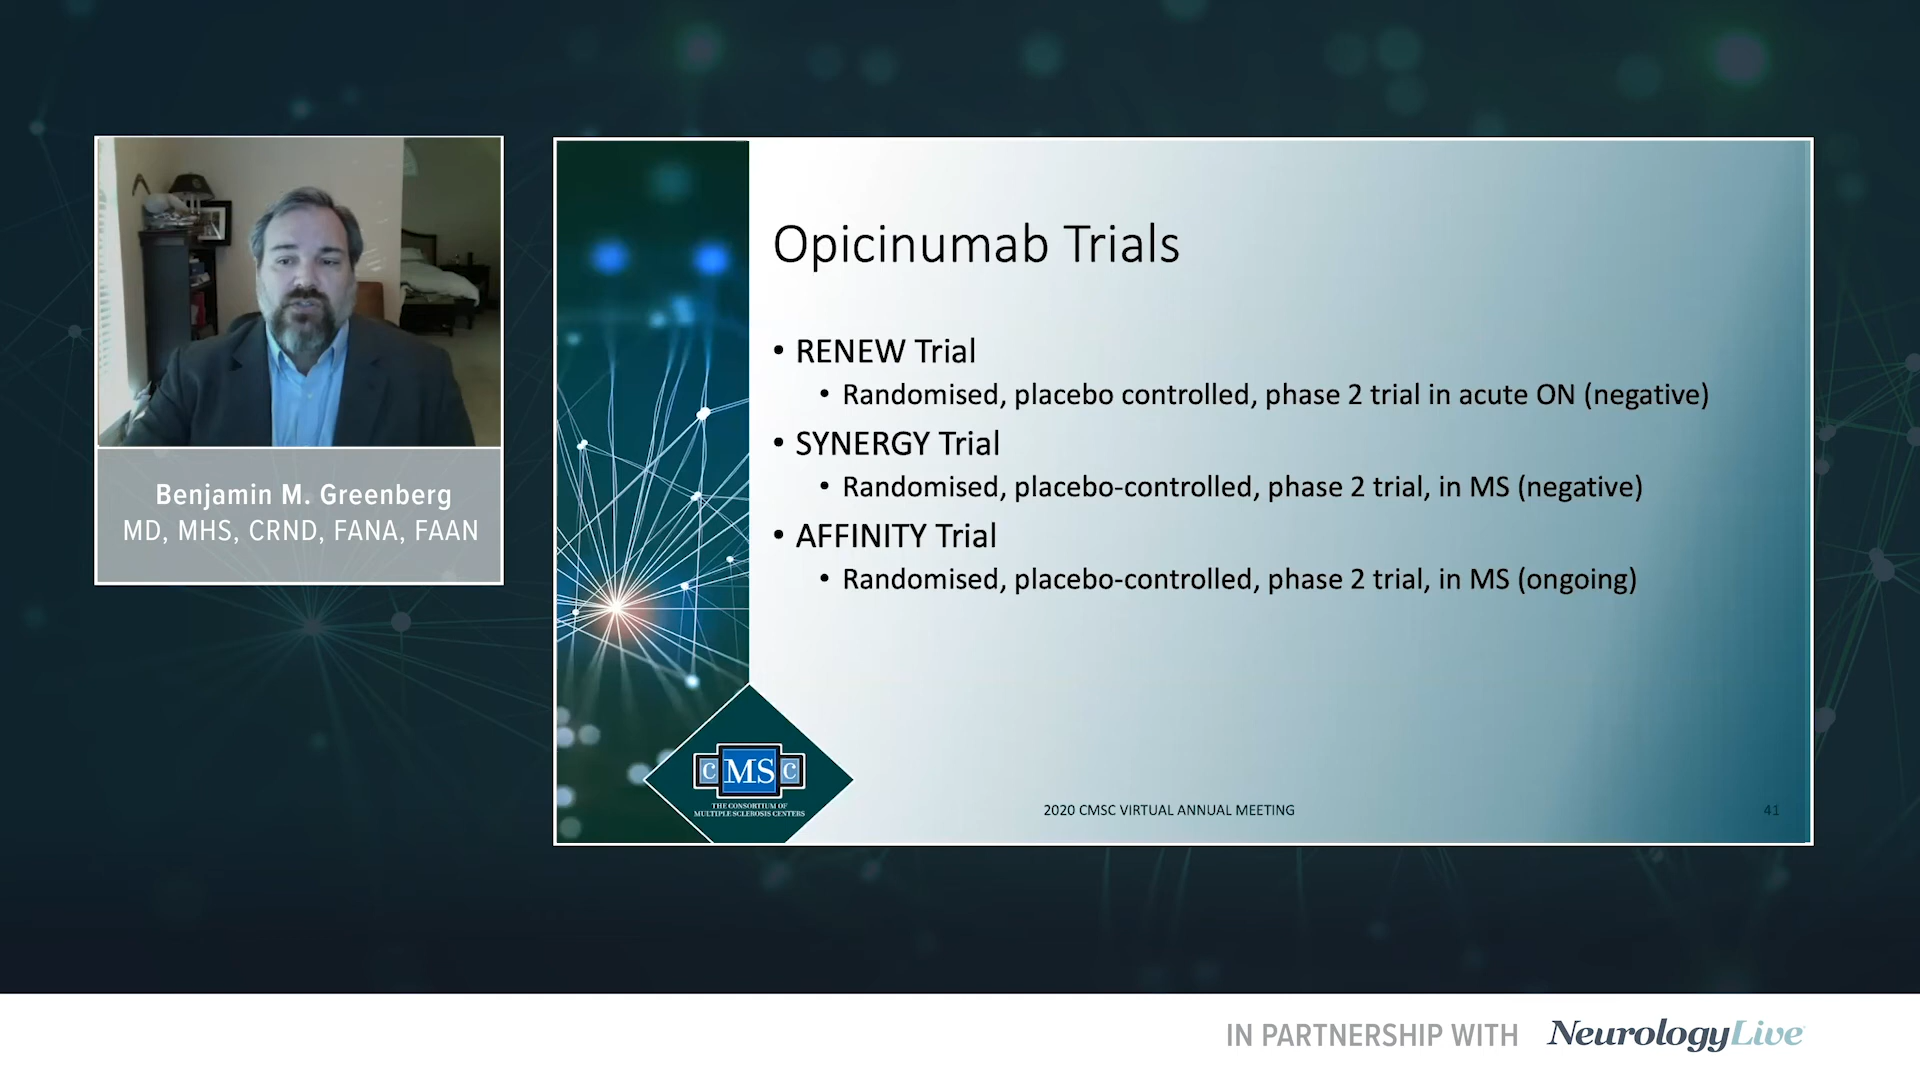 Benjamin M. Greenberg
MD, MHS, CRND, FANA, FAAN
Opicinumab Trials
• RENEW Trial
• Randomised, placebo controlled, phase 2 trial in acute ON (negative)
• SYNERGY Trial
• Randomised, placebo-controlled, phase 2 trial, in MS (negative)
• AFFINITY Trial
• Randomised, placebo-controlled, phase 2 trial, in MS (ongoing)
C MS C
THE CONSORTIUM OF
MULTIPLE SCLEROSIS CENTERS
2020 CMSC VIRTUAL ANNUAL MEETING
41
IN PARTNERSHIP WITH NeurologyLive